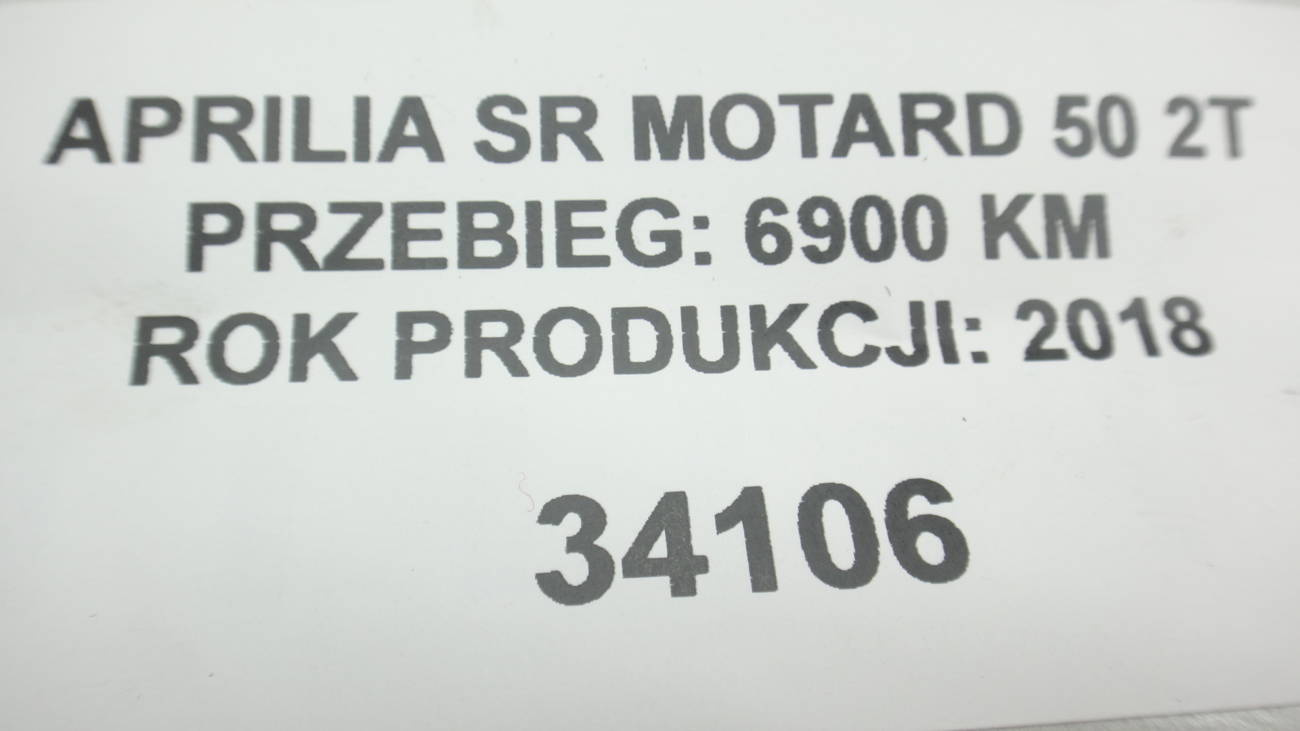 APRILIA SR MOTARD 50 2T
PRZEBIEG: 6900 KM
ROK PRODUKCJI: 2018
34106